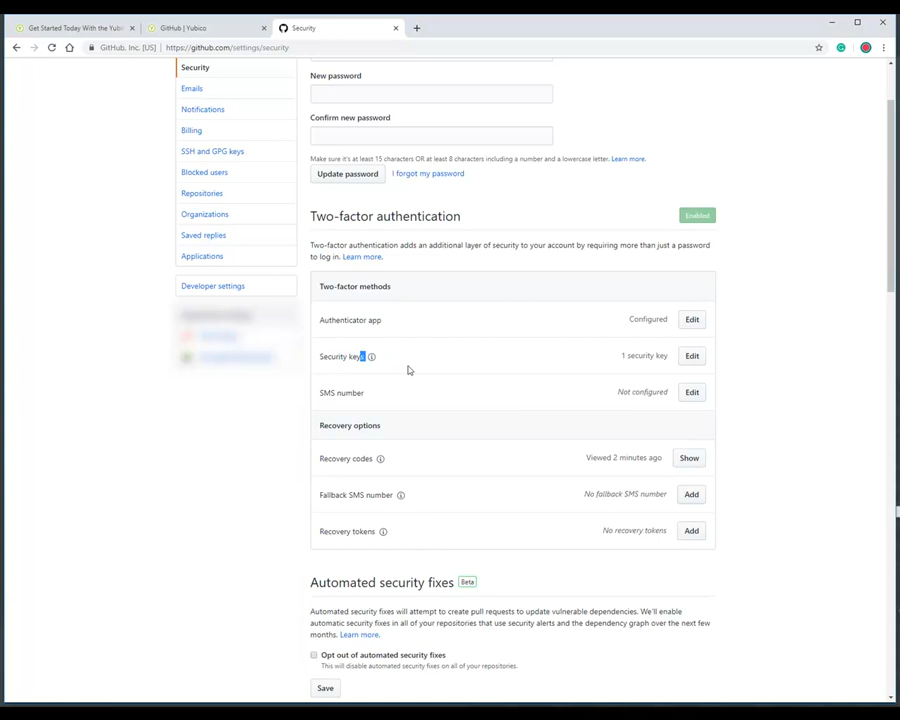 Get Started Today With the Yubi
GitHub | Yubico
Security
GitHub, Inc. [US]
https://github.com/settings/security
Security
Emails
Notifications
Billing
SSH and GPG keys
Blocked users
Repositories
Organizations
Saved replies
Applications
Developer settings
New password
Confirm new password
Make sure it's at least 15 characters OR at least 8 characters including a number and a lowercase letter. Learn more.
Update password
I forgot my password
Two-factor authentication
Enabled
Two-factor authentication adds an additional layer of security to your account by requiring more than just a password
to log in. Learn more.
Two-factor methods
Authenticator app
Configured
Edit
Security keys
1 security key
Edit
SMS number
Not configured
Edit
Recovery options
Recovery codes
Viewed 2 minutes ago
Show
Fallback SMS number
No fallback SMS number
Add
Recovery tokens
No recovery tokens
Add
Automated security fixes
Beta
Automated security fixes will attempt to create pull requests to update vulnerable dependencies. We'll enable
automatic security fixes in all of your repositories that use security alerts and the dependency graph over the next few
months. Learn more.
Opt out of automated security fixes
This will disable automated security fixes on all of your repositories.
Save